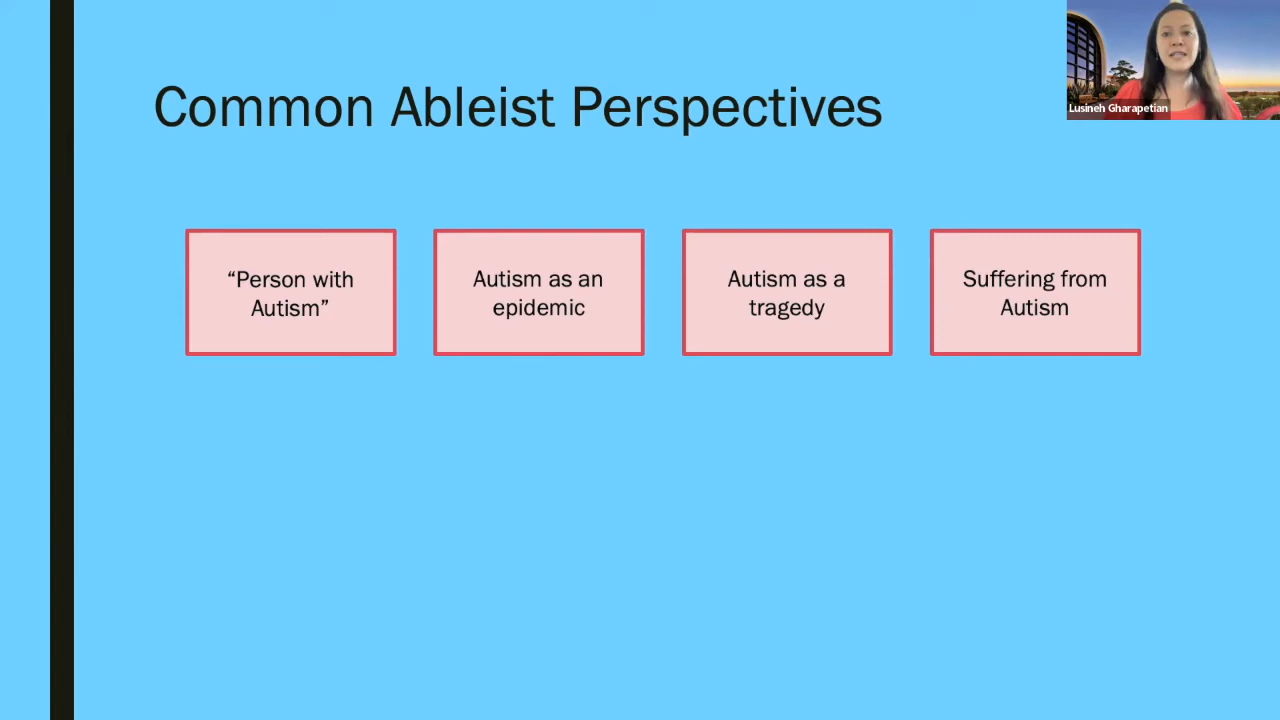 Common Ableist Perspectives
Lusineh Gharapetian
“Person with
Autism”
Autism as an
epidemic
Autism as a
tragedy
Suffering from
Autism